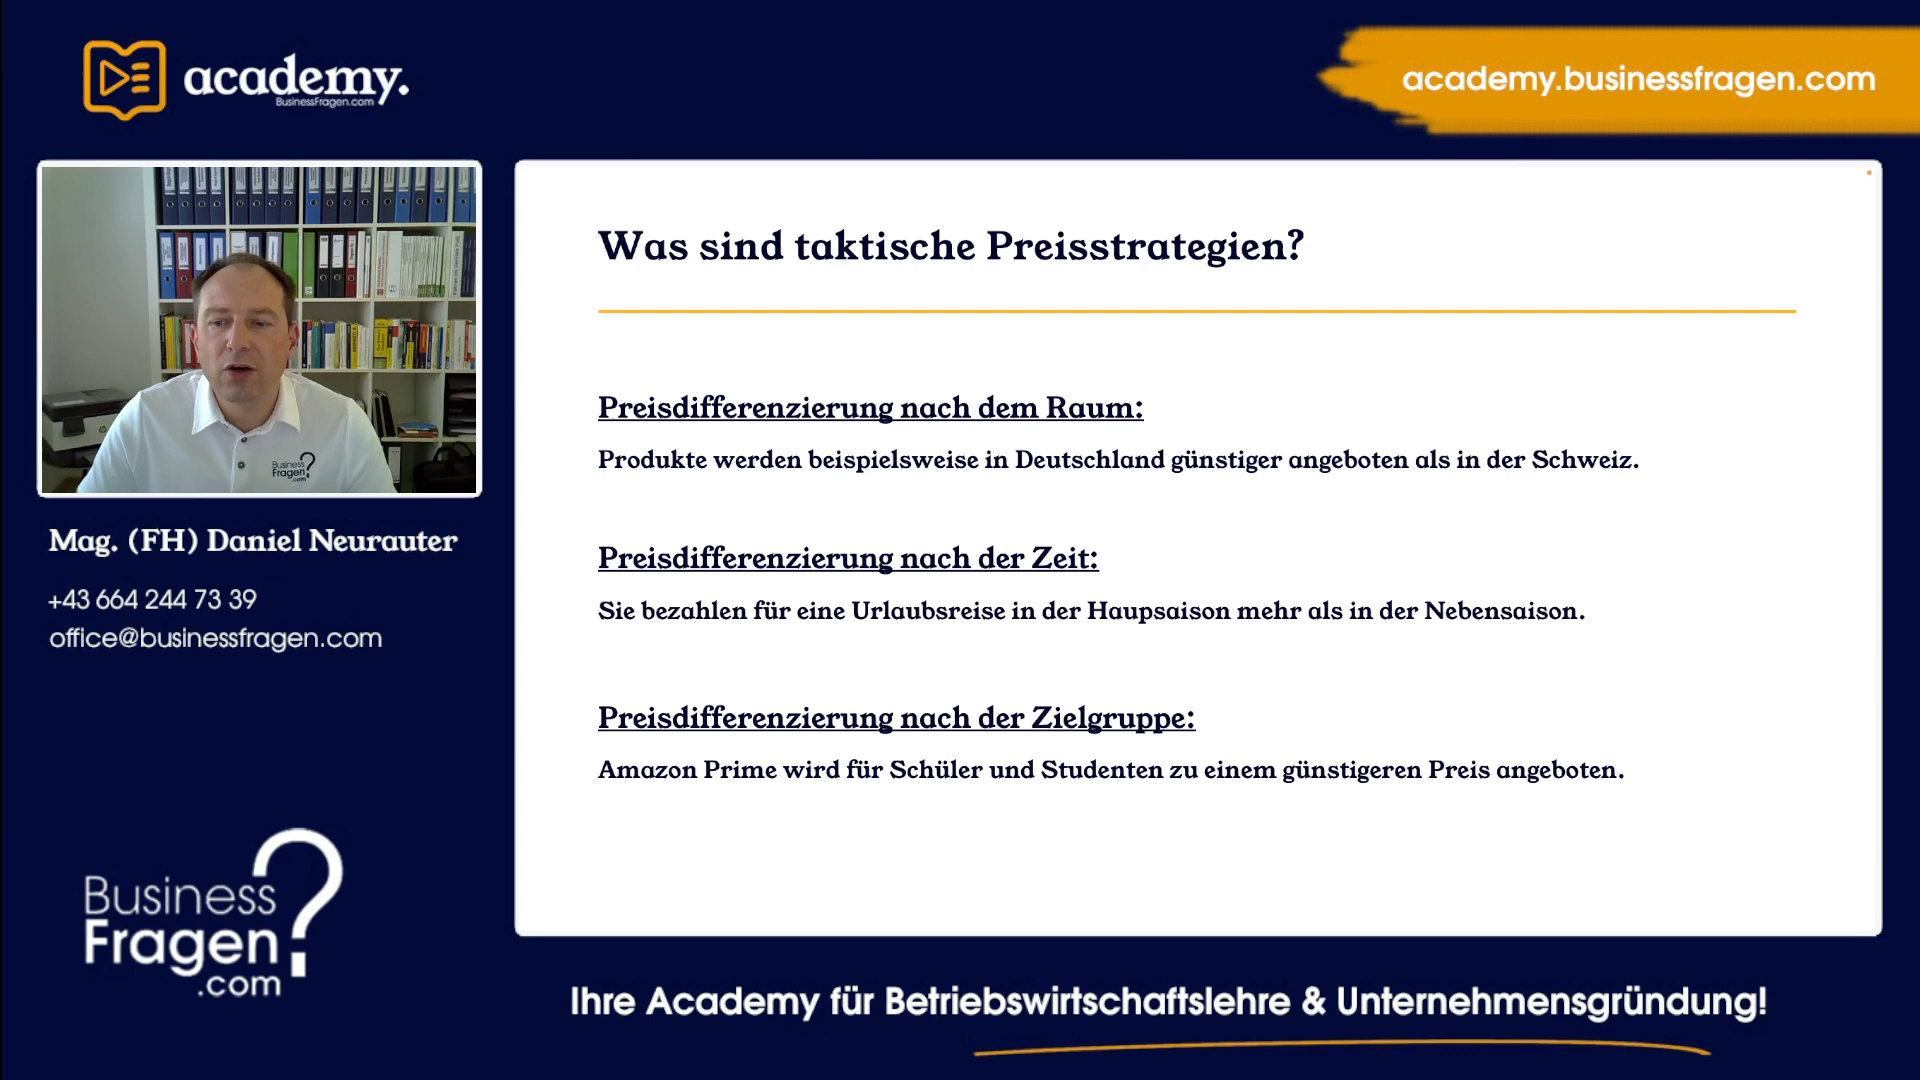 academy.
BusinessFragen.com
academy.businessfragen.com
Business
Fragen?
.com
Mag. (FH) Daniel Neurauter
+43 664 244 73 39
office@businessfragen.com
Business
Fragen?
.com
Was sind taktische Preisstrategien?
Preisdifferenzierung nach dem Raum:
Produkte werden beispielsweise in Deutschland günstiger angeboten als in der Schweiz.
Preisdifferenzierung nach der Zeit:
Sie bezahlen für eine Urlaubsreise in der Haupsaison mehr als in der Nebensaison.
Preisdifferenzierung nach der Zielgruppe:
Amazon Prime wird für Schüler und Studenten zu einem günstigeren Preis angeboten.
Ihre Academy für Betriebswirtschaftslehre & Unternehmensgründung!